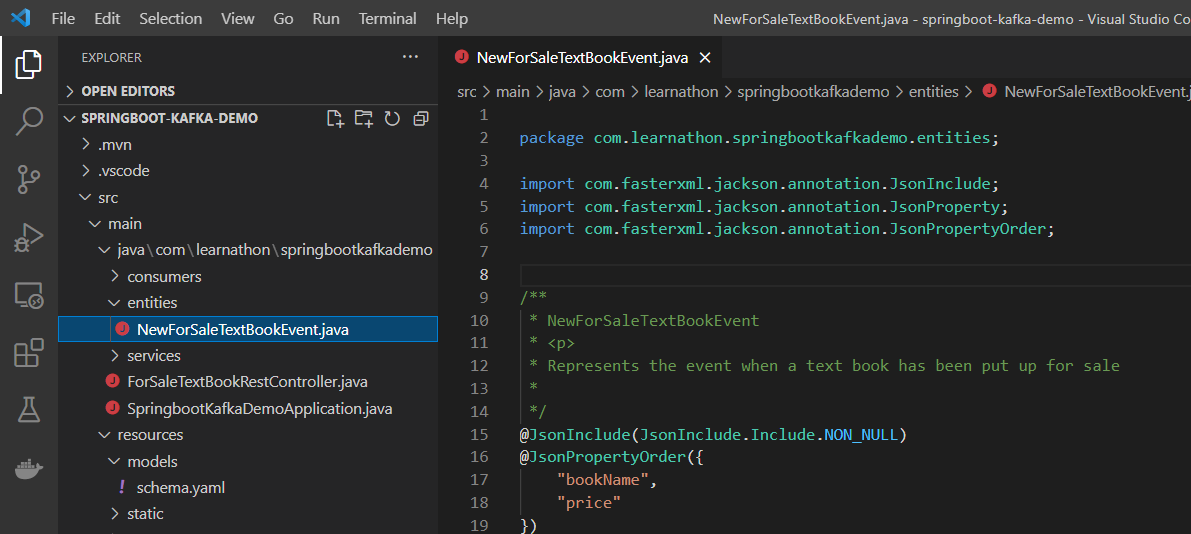 File Edit Selection View Go Run Terminal Help NewForSaleTextBookEvent.java - springboot-kafka-demo - Visual Studio Co
EXPLORER ···
OPEN EDITORS
SPRINGBOOT-KAFKA-DEMO
.mvn
.vscode
src
main
java\com\learnathon\springbootkafkademo
consumers
entities
NewForSaleTextBookEvent.java
services
ForSaleTextBookRestController.java
SpringbootKafkaDemoApplication.java
resources
models
! schema.yaml
static
NewForSaleTextBookEvent.java ×
src > main > java > com > learnathon > springbootkafkademo > entities > NewForSaleTextBookEvent.j
1
2 package com.learnathon.springbootkafkademo.entities;
3
4 import com.fasterxml.jackson.annotation.JsonInclude;
5 import com.fasterxml.jackson.annotation.JsonProperty;
6 import com.fasterxml.jackson.annotation.JsonPropertyOrder;
7
8
9 /**
10 * NewForSaleTextBookEvent
11 * <p>
12 * Represents the event when a text book has been put up for sale
13 *
14 */
15 @JsonInclude(JsonInclude.Include.NON_NULL)
16 @JsonPropertyOrder({
17 "bookName",
18 "price"
19 })